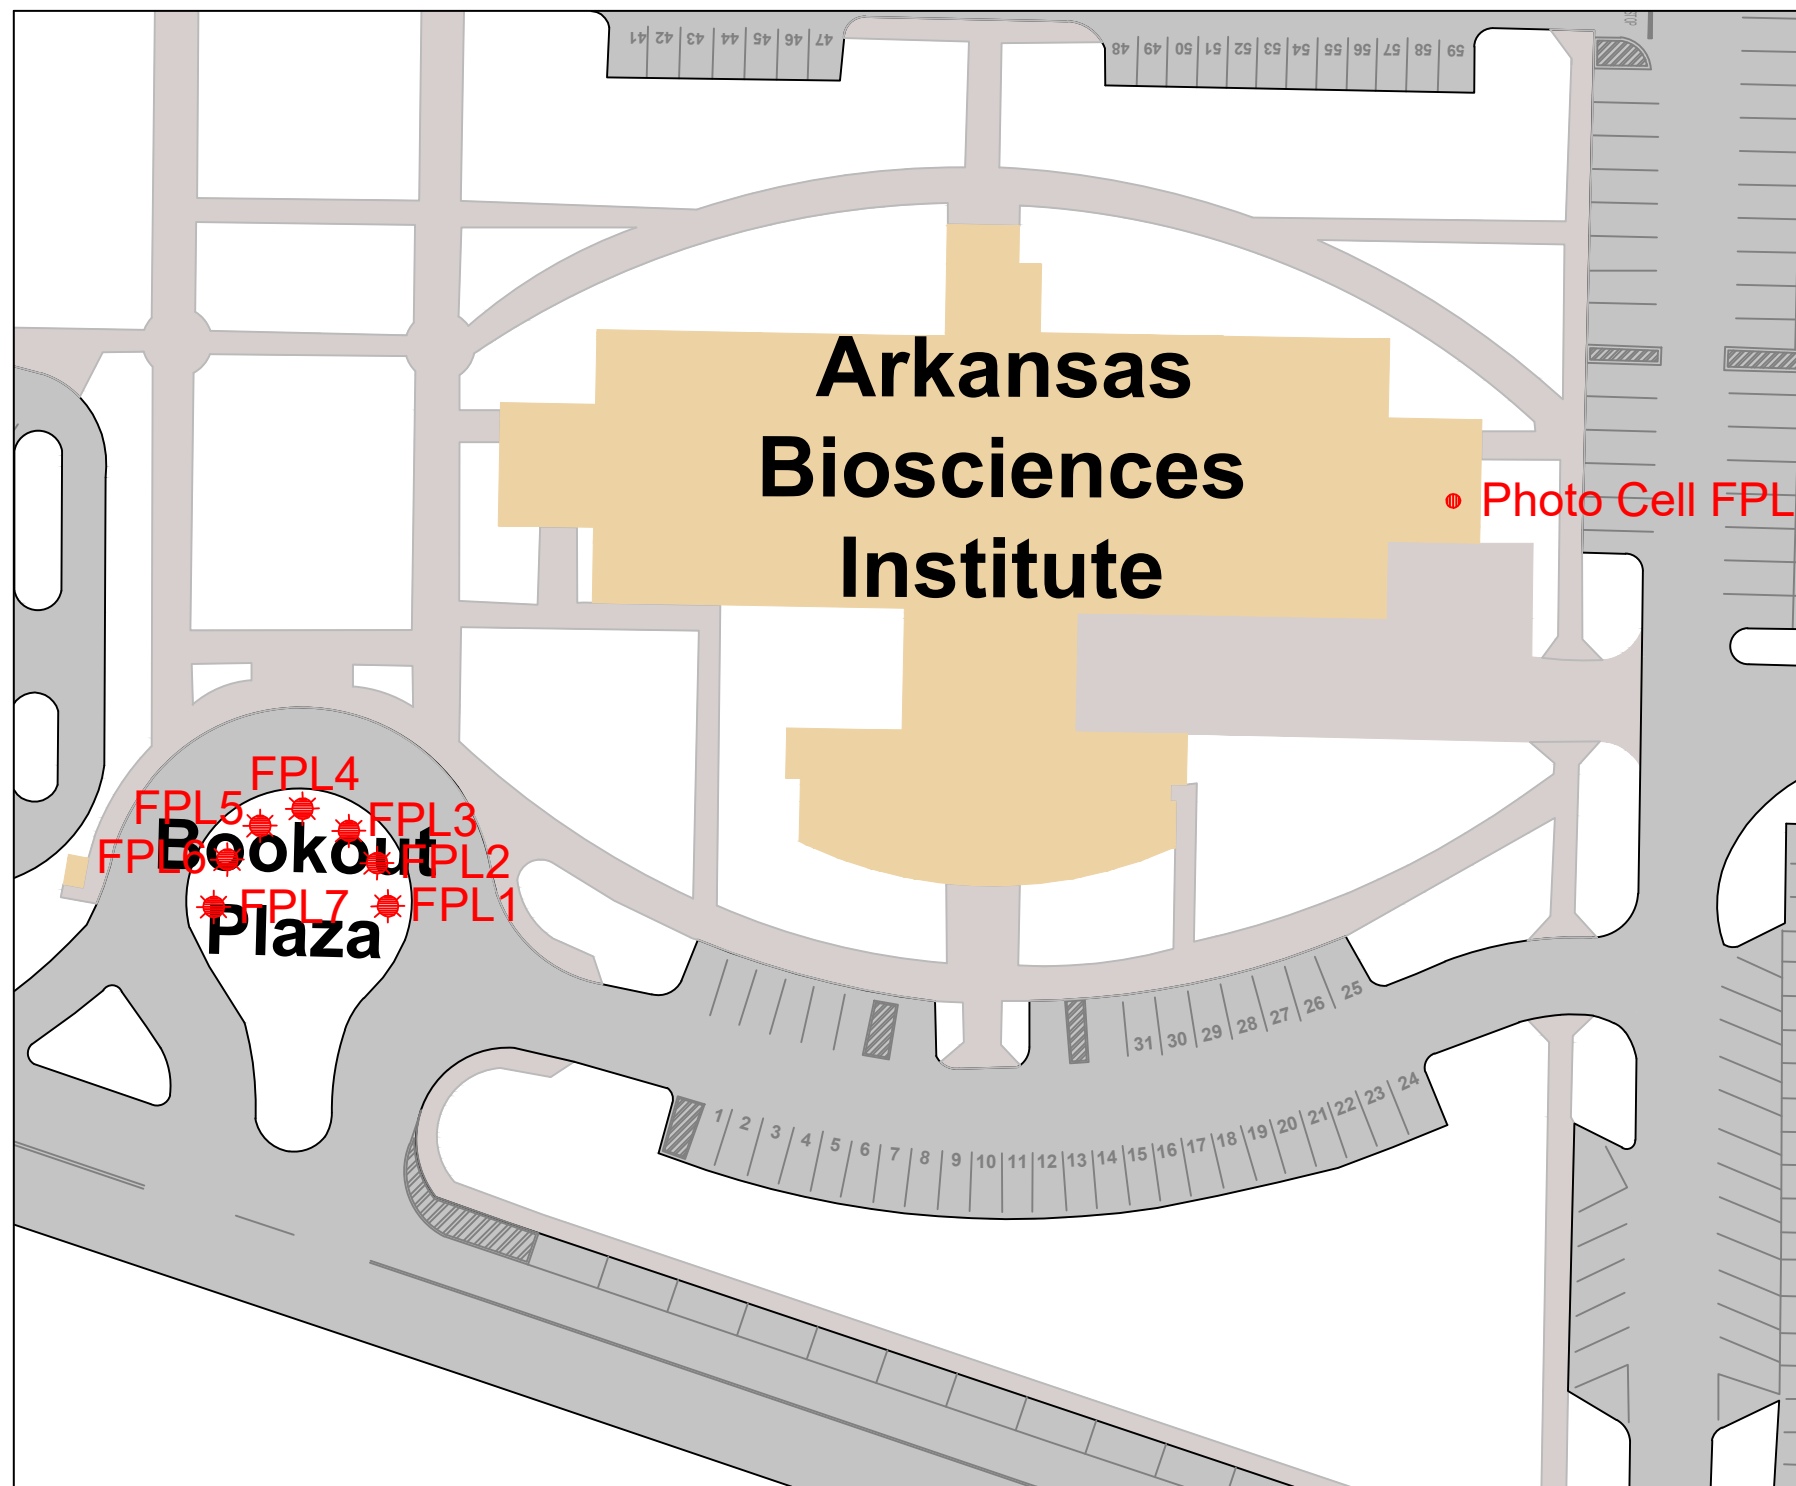 STOP
41 42 43 44 45 46 47
48 49 50 51 52 53 54 55 56 57 58 59
Arkansas
Biosciences
Institute
Photo Cell FPL
FPL4
FPL5
FPL3
Bookout
FPL6
FPL2
FPL7
FPL1
Plaza
31 30 29 28 27 26 25
1 2 3 4 5 6 7 8 9 10 11 12 13 14 15 16 17 18 19 20 21 22 23 24